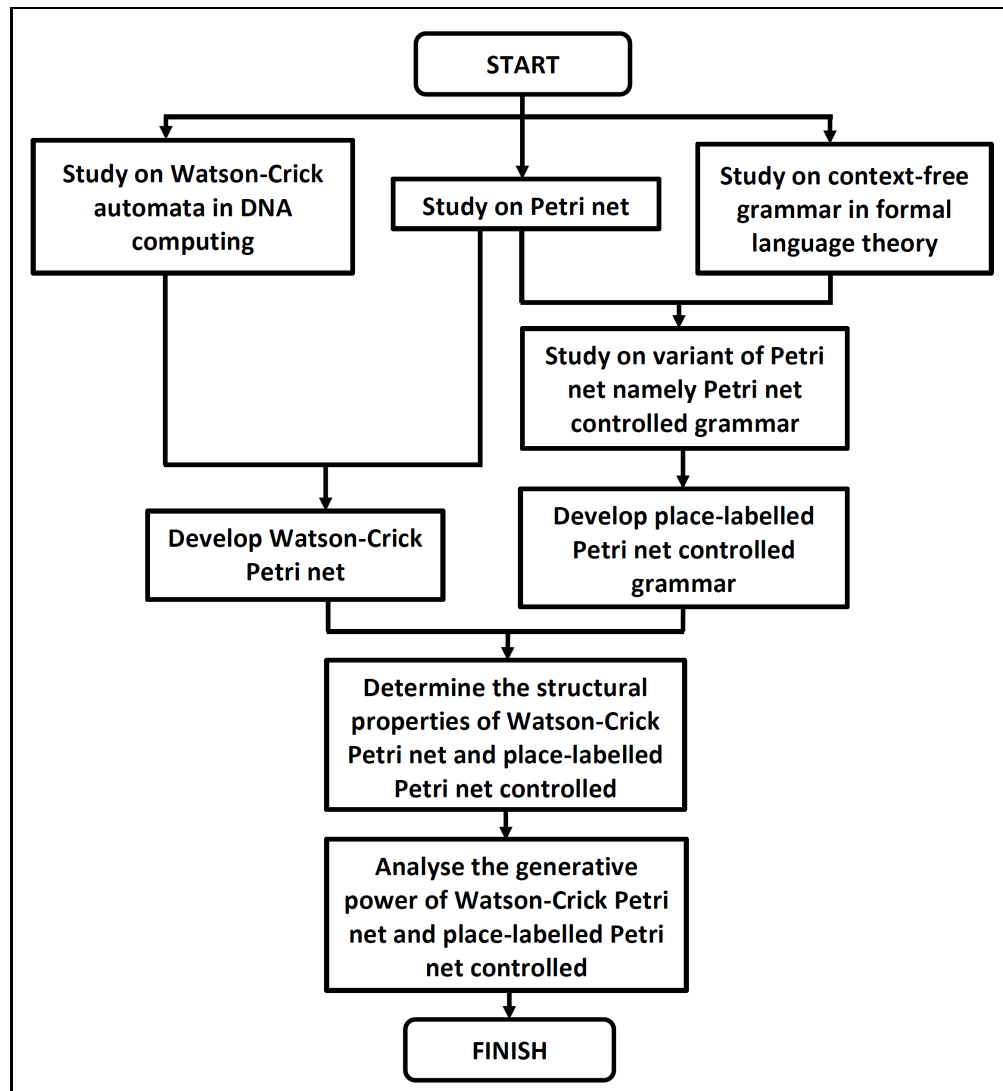 START
Study on Watson-Crick
automata in DNA
computing
Study on Petri net
Study on context-free
grammar in formal
language theory
Study on variant of Petri
net namely Petri net
controlled grammar
Develop Watson-Crick
Petri net
Develop place-labelled
Petri net controlled
grammar
Determine the structural
properties of Watson-Crick
Petri net and place-labelled
Petri net controlled
Analyse the generative
power of Watson-Crick Petri
net and place-labelled Petri
net controlled
FINISH